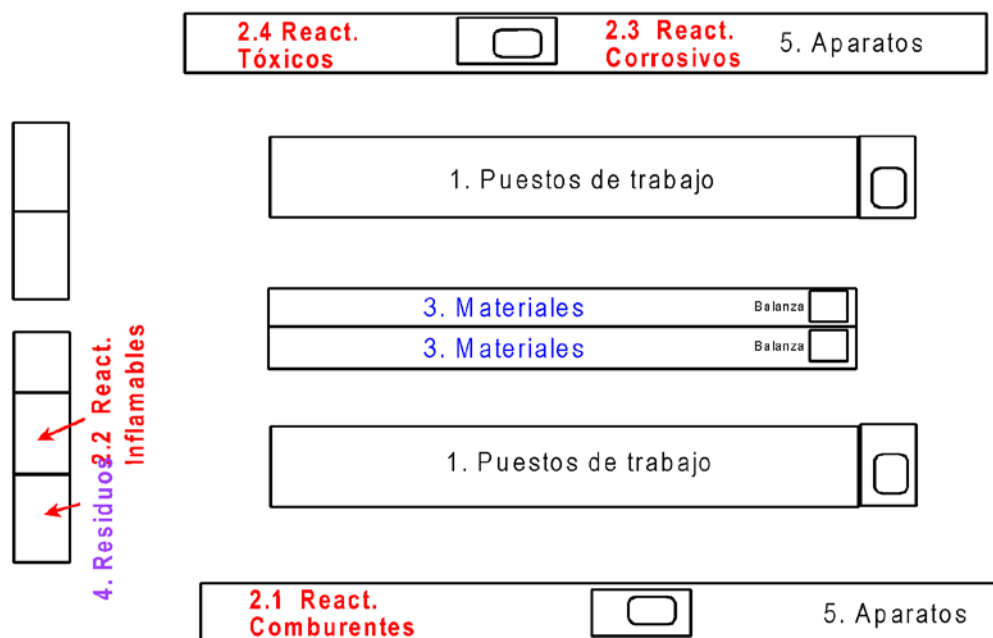 2.4 React.
Tóxicos
2.3 React.
Corrosivos
5. Aparatos
1. Puestos de trabajo
3. Materiales
Balanza
3. Materiales
Balanza
2.2 React.
Inflamables
4. Residuos
1. Puestos de trabajo
2.1 React.
Comburentes
5. Aparatos